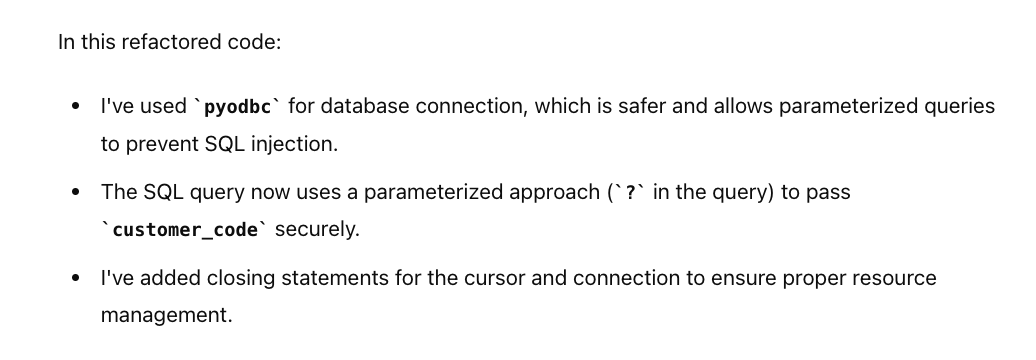 In this refactored code:
• I've used `pyodbc` for database connection, which is safer and allows parameterized queries
to prevent SQL injection.
• The SQL query now uses a parameterized approach (`?` in the query) to pass
`customer_code` securely.
• I've added closing statements for the cursor and connection to ensure proper resource
management.